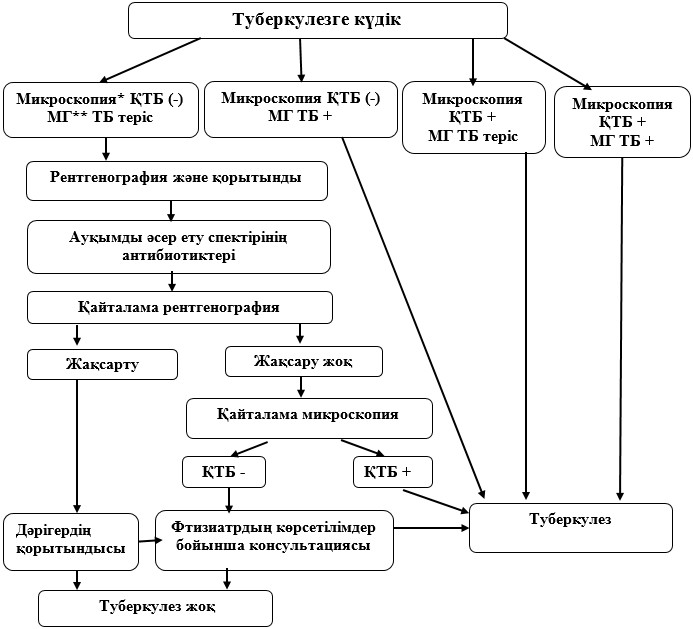 Туберкулезге күдік
Микроскопия* ҚТБ (-)
МГ** ТБ теріс
Микроскопия ҚТБ (-)
МГ ТБ +
Микроскопия
ҚТБ +
МГ ТБ теріс
Микроскопия
ҚТБ +
МГ ТБ +
Рентгенография және қорытынды
Ауқымды әсер ету спектірінің
антибиотиктері
Қайталама рентгенография
Жақсарту
Жақсару жоқ
Қайталама микроскопия
ҚТБ -
ҚТБ +
Дәрігердің
қорытындысы
Фтизиатрдың көрсетілімдер
бойынша консультациясы
Туберкулез
Туберкулез жоқ